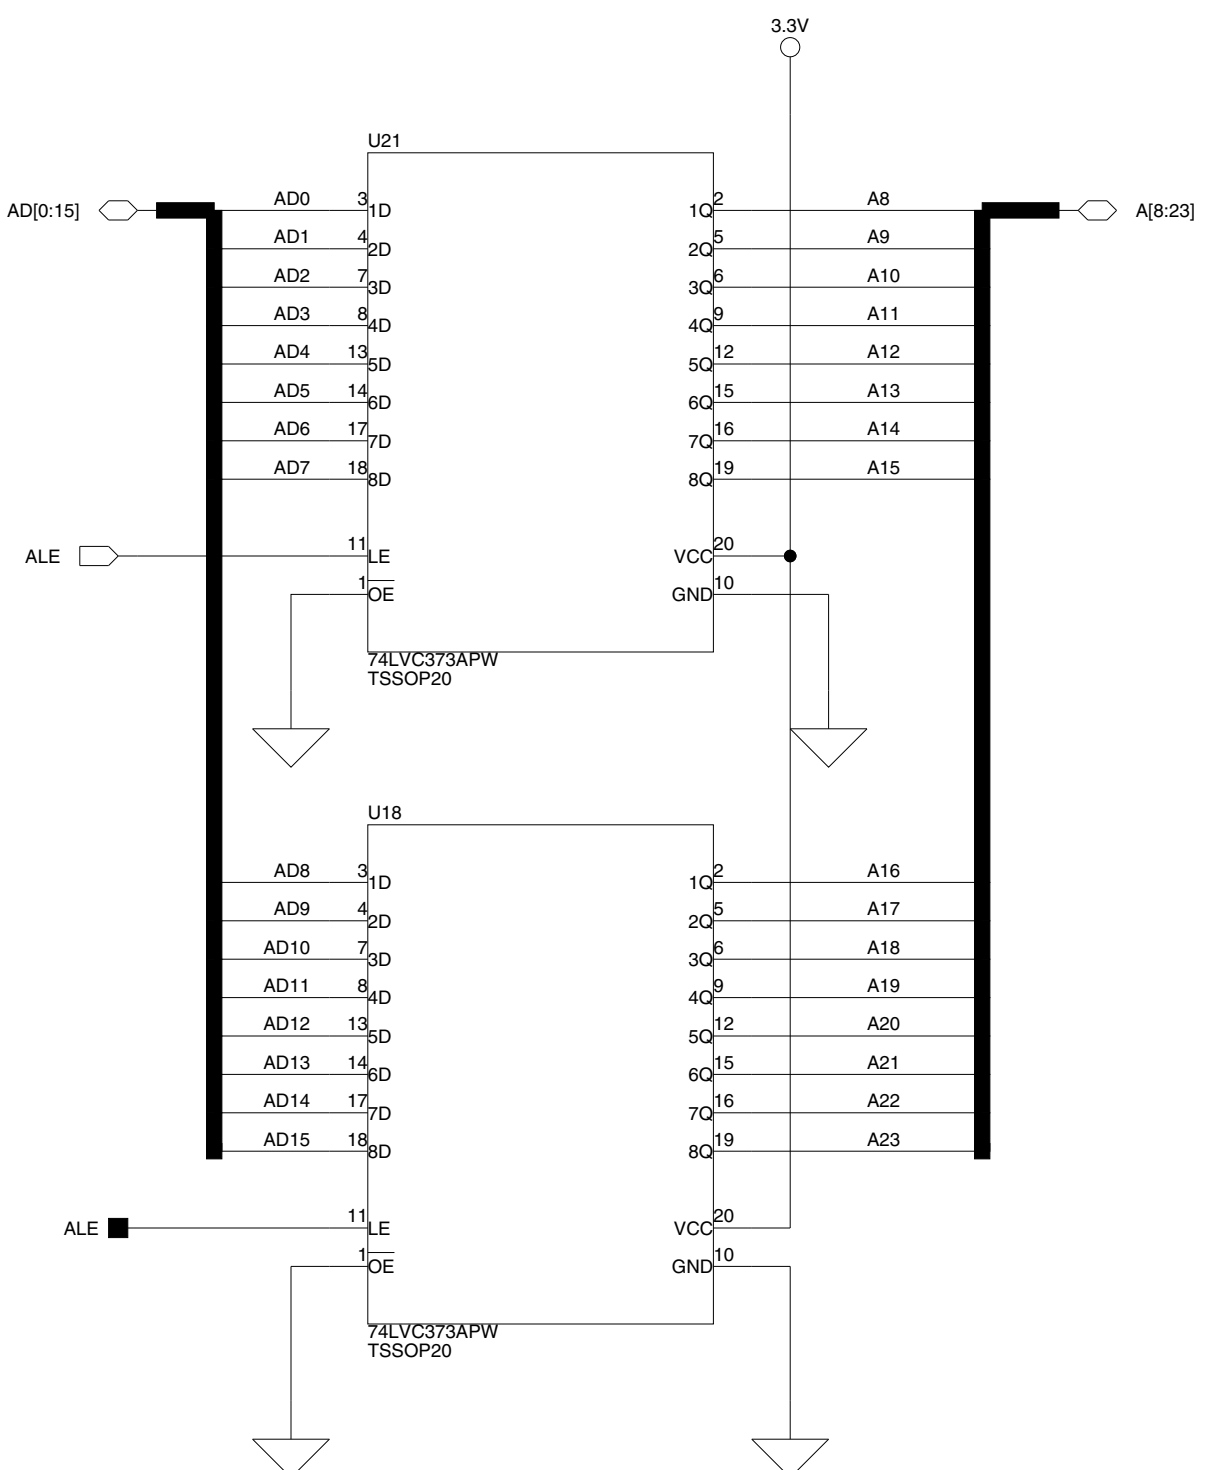 3.3V
U21
AD[0:15] AD0 3 1D 1Q 2 A8 A[8:23]
AD1 4 2D 2Q 5 A9
AD2 7 3D 3Q 6 A10
AD3 8 4D 4Q 9 A11
AD4 13 5D 5Q 12 A12
AD5 14 6D 6Q 15 A13
AD6 17 7D 7Q 16 A14
AD7 18 8D 8Q 19 A15
ALE 11 LE VCC 20
1 OE GND 10
74LVC373APW
TSSOP20
U18
AD8 3 1D 1Q 2 A16
AD9 4 2D 2Q 5 A17
AD10 7 3D 3Q 6 A18
AD11 8 4D 4Q 9 A19
AD12 13 5D 5Q 12 A20
AD13 14 6D 6Q 15 A21
AD14 17 7D 7Q 16 A22
AD15 18 8D 8Q 19 A23
ALE 11 LE VCC 20
1 OE GND 10
74LVC373APW
TSSOP20